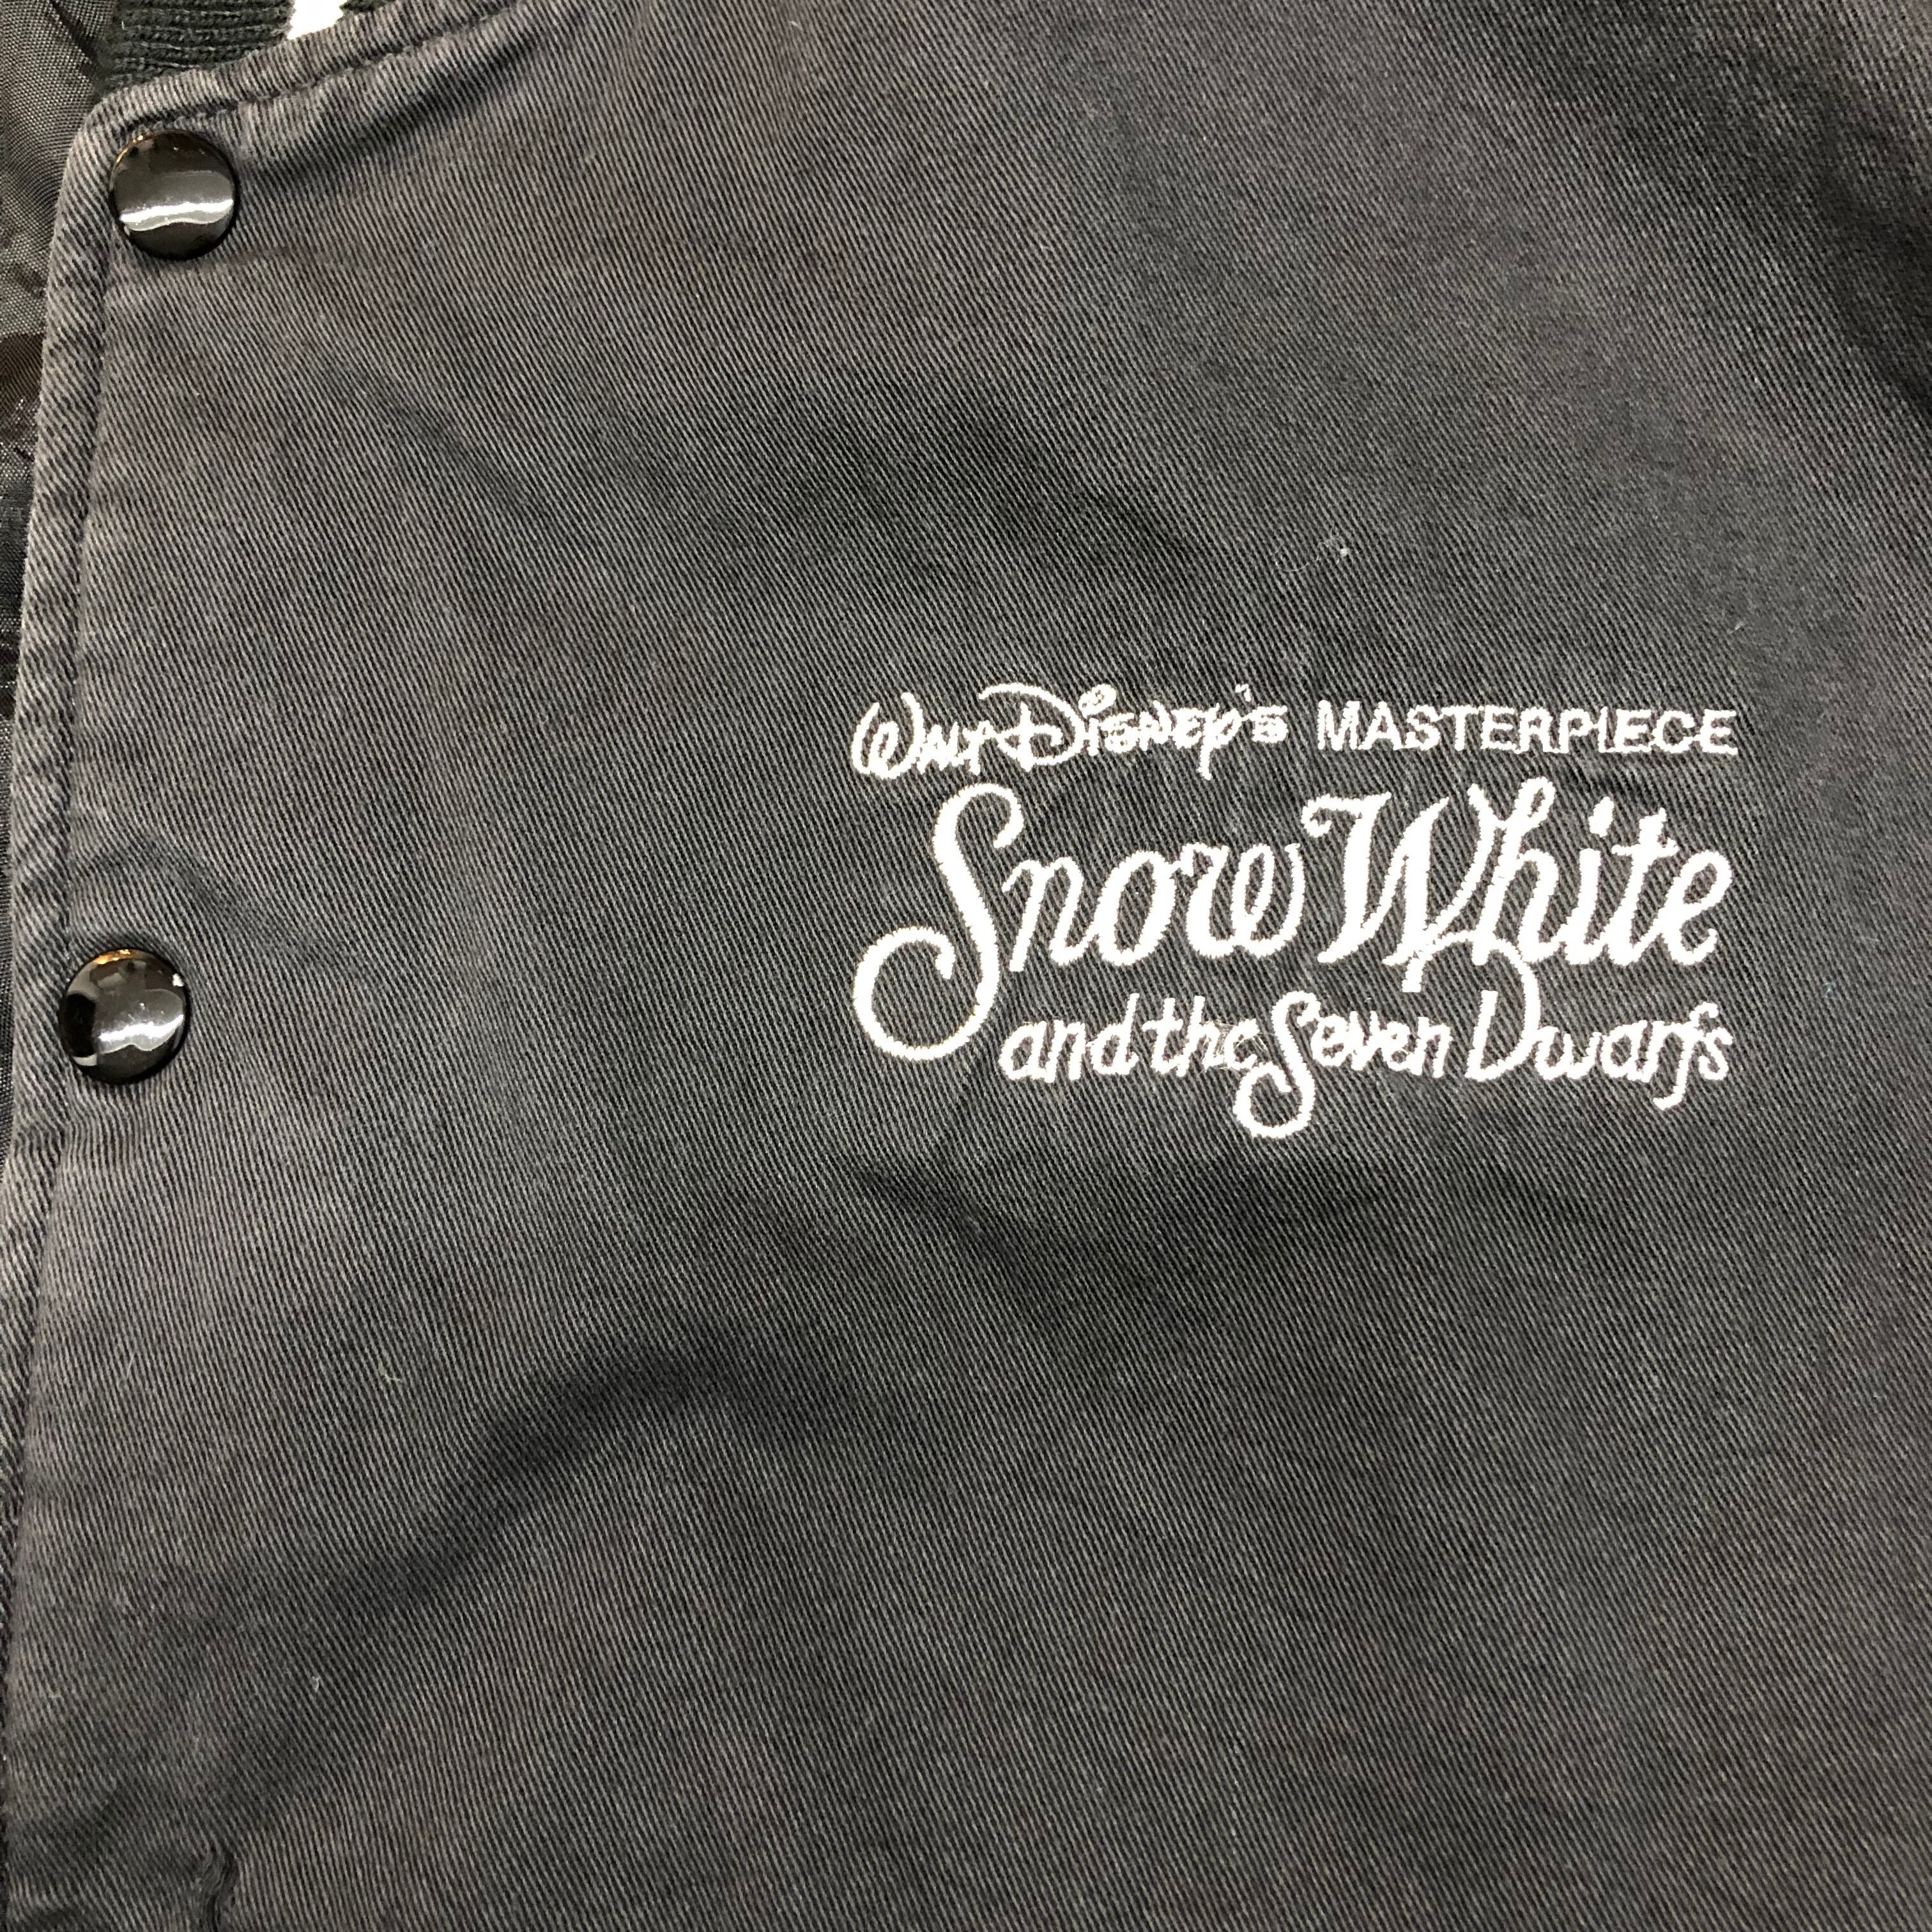 Walt Disney's MASTERPIECE
Snow White
and the Seven Dwarfs